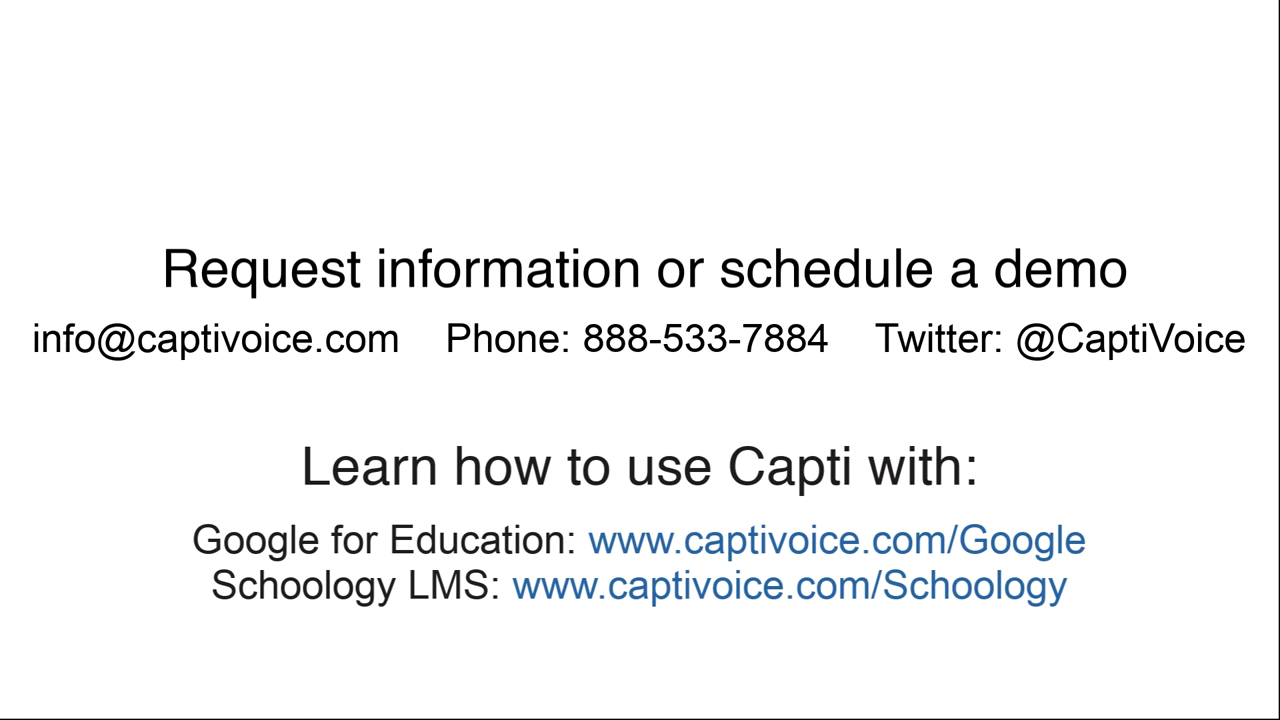 Request information or schedule a demo
info@captivoice.com Phone: 888-533-7884 Twitter: @CaptiVoice
Learn how to use Capti with:
Google for Education: www.captivoice.com/Google
Schoology LMS: www.captivoice.com/Schoology